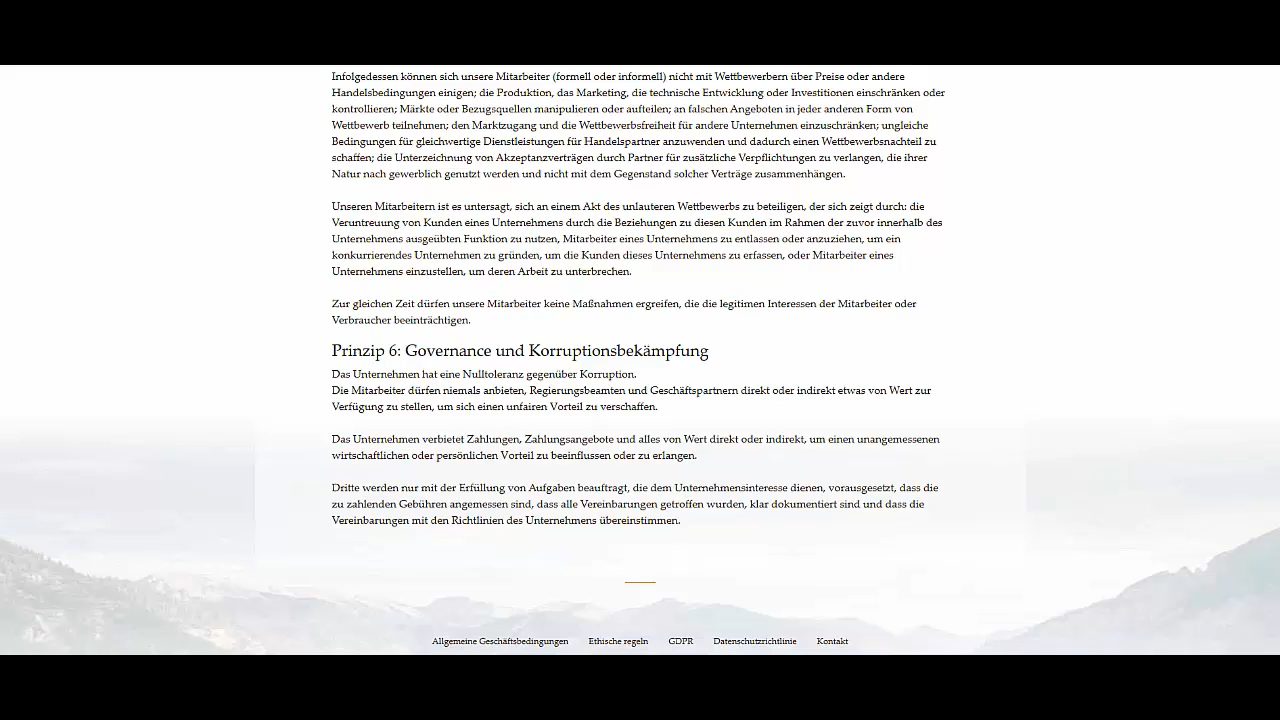 Infolgedessen können sich unsere Mitarbeiter (formell oder informell) nicht mit Wettbewerbern über Preise oder andere
Handelsbedingungen einigen; die Produktion, das Marketing, die technische Entwicklung oder Investitionen einschränken oder
kontrollieren; Märkte oder Bezugsquellen manipulieren oder aufteilen; an falschen Angeboten in jeder anderen Form von
Wettbewerb teilnehmen; den Marktzugang und die Wettbewerbsfreiheit für andere Unternehmen einzuschränken; ungleiche
Bedingungen für gleichwertige Dienstleistungen für Handelspartner anzuwenden und dadurch einen Wettbewerbsnachteil zu
schaffen; die Unterzeichnung von Akzeptanzverträgen durch Partner für zusätzliche Verpflichtungen zu verlangen, die ihrer
Natur nach gewerblich genutzt werden und nicht mit dem Gegenstand solcher Verträge zusammenhängen.
Unseren Mitarbeitern ist es untersagt, sich an einem Akt des unlauteren Wettbewerbs zu beteiligen, der sich zeigt durch: die
Veruntreuung von Kunden eines Unternehmens durch die Beziehungen zu diesen Kunden im Rahmen der zuvor innerhalb des
Unternehmens ausgeübten Funktion zu nutzen, Mitarbeiter eines Unternehmens zu entlassen oder anzuziehen, um ein
konkurrierendes Unternehmen zu gründen, um die Kunden dieses Unternehmens zu erfassen, oder Mitarbeiter eines
Unternehmens einzustellen, um deren Arbeit zu unterbrechen.
Zur gleichen Zeit dürfen unsere Mitarbeiter keine Maßnahmen ergreifen, die die legitimen Interessen der Mitarbeiter oder
Verbraucher beeinträchtigen.
Prinzip 6: Governance und Korruptionsbekämpfung
Das Unternehmen hat eine Nulltoleranz gegenüber Korruption.
Die Mitarbeiter dürfen niemals anbieten, Regierungsbeamten und Geschäftspartnern direkt oder indirekt etwas von Wert zur
Verfügung zu stellen, um sich einen unfairen Vorteil zu verschaffen.
Das Unternehmen verbietet Zahlungen, Zahlungsangebote und alles von Wert direkt oder indirekt, um einen unangemessenen
wirtschaftlichen oder persönlichen Vorteil zu beeinflussen oder zu erlangen.
Dritte werden nur mit der Erfüllung von Aufgaben beauftragt, die dem Unternehmensinteresse dienen, vorausgesetzt, dass die
zu zahlenden Gebühren angemessen sind, dass alle Vereinbarungen getroffen wurden, klar dokumentiert sind und dass die
Vereinbarungen mit den Richtlinien des Unternehmens übereinstimmen.
Allgemeine Geschäftsbedingungen Ethische regeln GDPR Datenschutzrichtlinie Kontakt